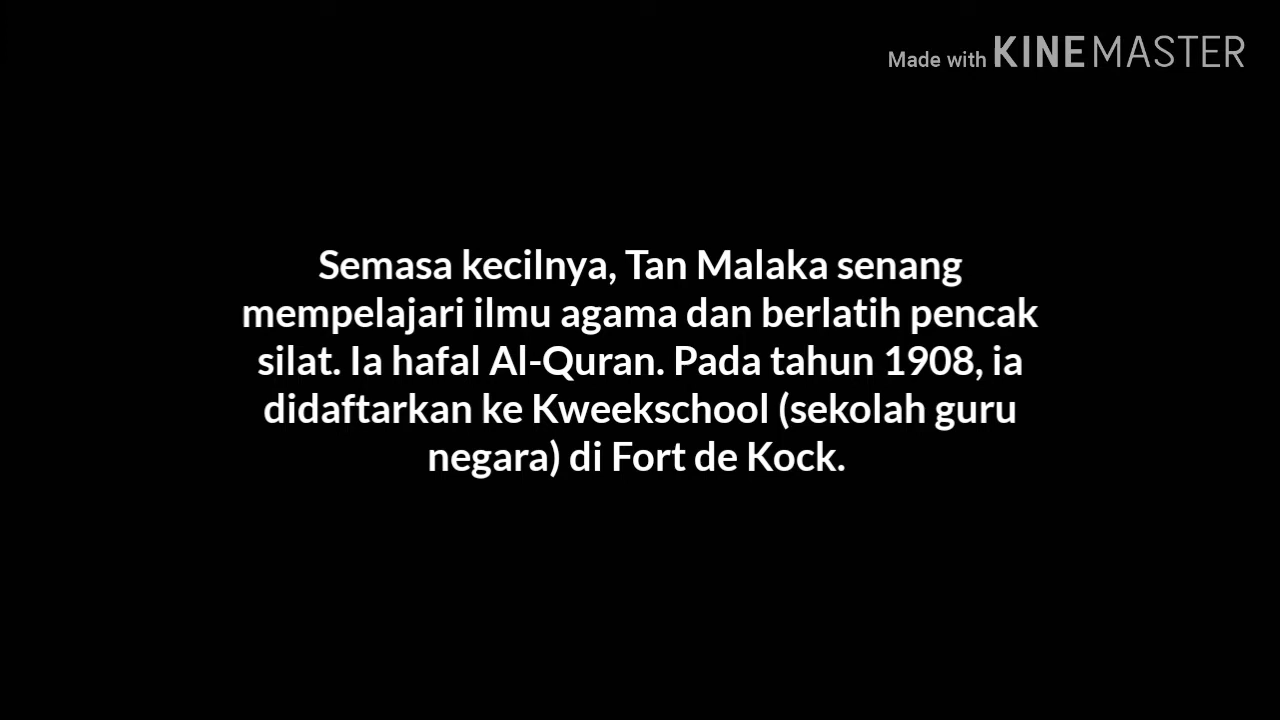 Made with KINEMASTER
Semasa kecilnya, Tan Malaka senang
mempelajari ilmu agama dan berlatih pencak
silat. Ia hafal Al-Quran. Pada tahun 1908, ia
didaftarkan ke Kweekschool (sekolah guru
negara) di Fort de Kock.